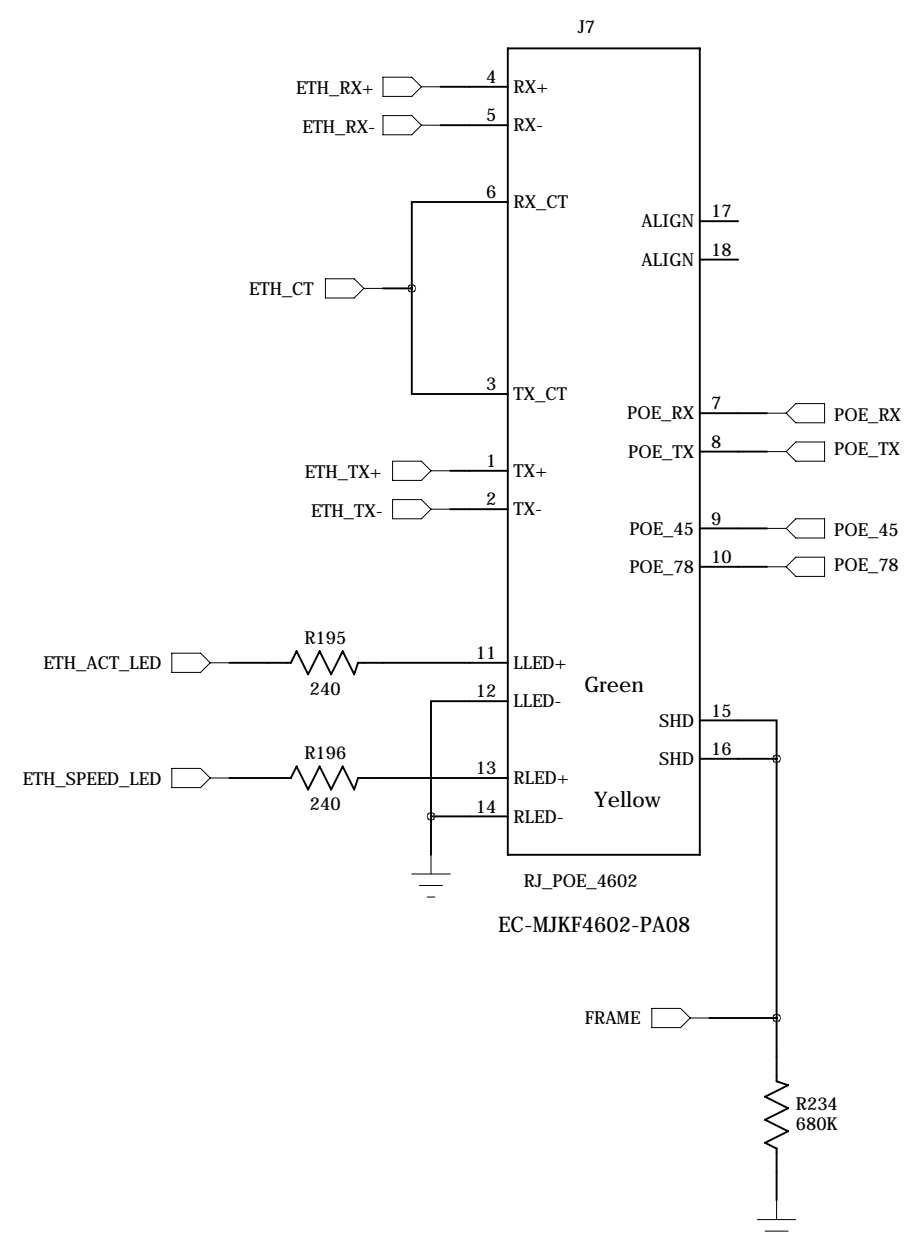 J7
ETH_RX+ 4 RX+
ETH_RX- 5 RX-
6 RX_CT
ALIGN 17
ALIGN 18
ETH_CT
3 TX_CT
POE_RX 7 POE_RX
POE_TX 8 POE_TX
ETH_TX+ 1 TX+
ETH_TX- 2 TX-
POE_45 9 POE_45
POE_78 10 POE_78
R195
ETH_ACT_LED 11 LLED+
240
Green
12 LLED-
SHD 15
R196
SHD 16
ETH_SPEED_LED 13 RLED+
240
Yellow
14 RLED-
RJ_POE_4602
EC-MJKF4602-PA08
FRAME
R234
680K